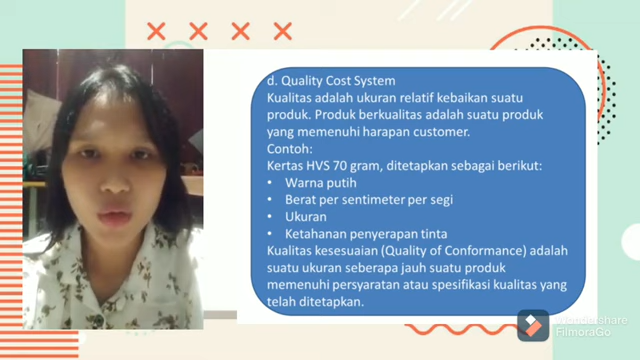 d. Quality Cost System
Kualitas adalah ukuran relatif kebaikan suatu
produk. Produk berkualitas adalah suatu produk
yang memenuhi harapan customer.
Contoh:
Kertas HVS 70 gram, ditetapkan sebagai berikut:
• Warna putih
• Berat per sentimeter per segi
• Ukuran
• Ketahanan penyerapan tinta
Kualitas kesesuaian (Quality of Conformance) adalah
suatu ukuran seberapa jauh suatu produk
memenuhi persyaratan atau spesifikasi kualitas yang
telah ditetapkan.
Wondershare
FilmoraGo